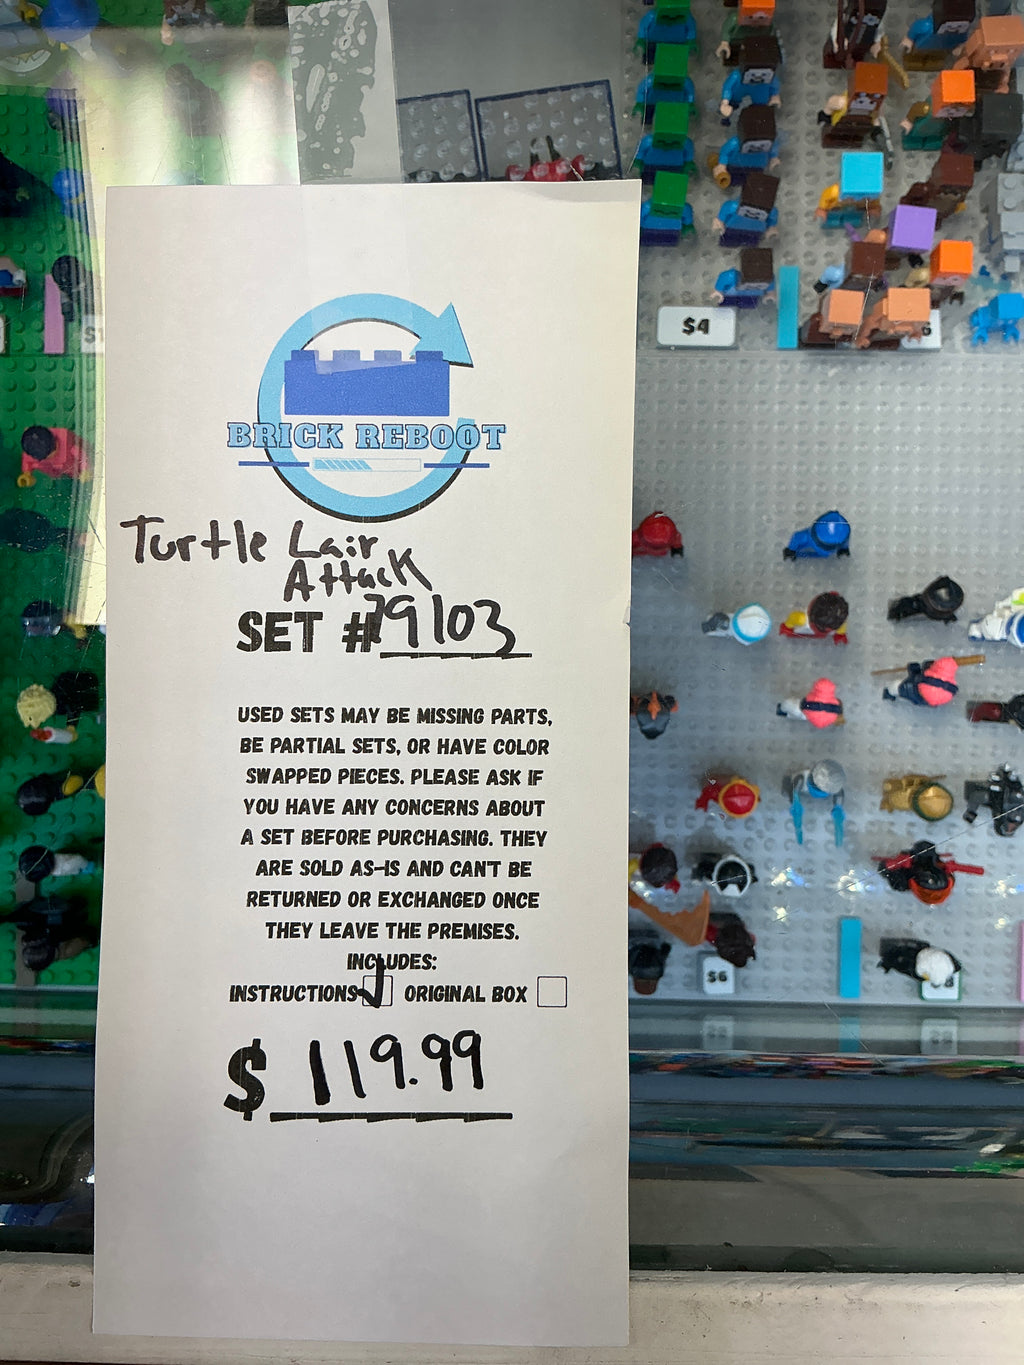 BRICK REBOOT
Turtle Lair
Attack
SET # 79103
USED SETS MAY BE MISSING PARTS,
BE PARTIAL SETS, OR HAVE COLOR
SWAPPED PIECES. PLEASE ASK IF
YOU HAVE ANY CONCERNS ABOUT
A SET BEFORE PURCHASING. THEY
ARE SOLD AS-IS AND CAN'T BE
RETURNED OR EXCHANGED ONCE
THEY LEAVE THE PREMISES.
INCLUDES:
INSTRUCTIONS ORIGINAL BOX
$ 119.99
$4
$6